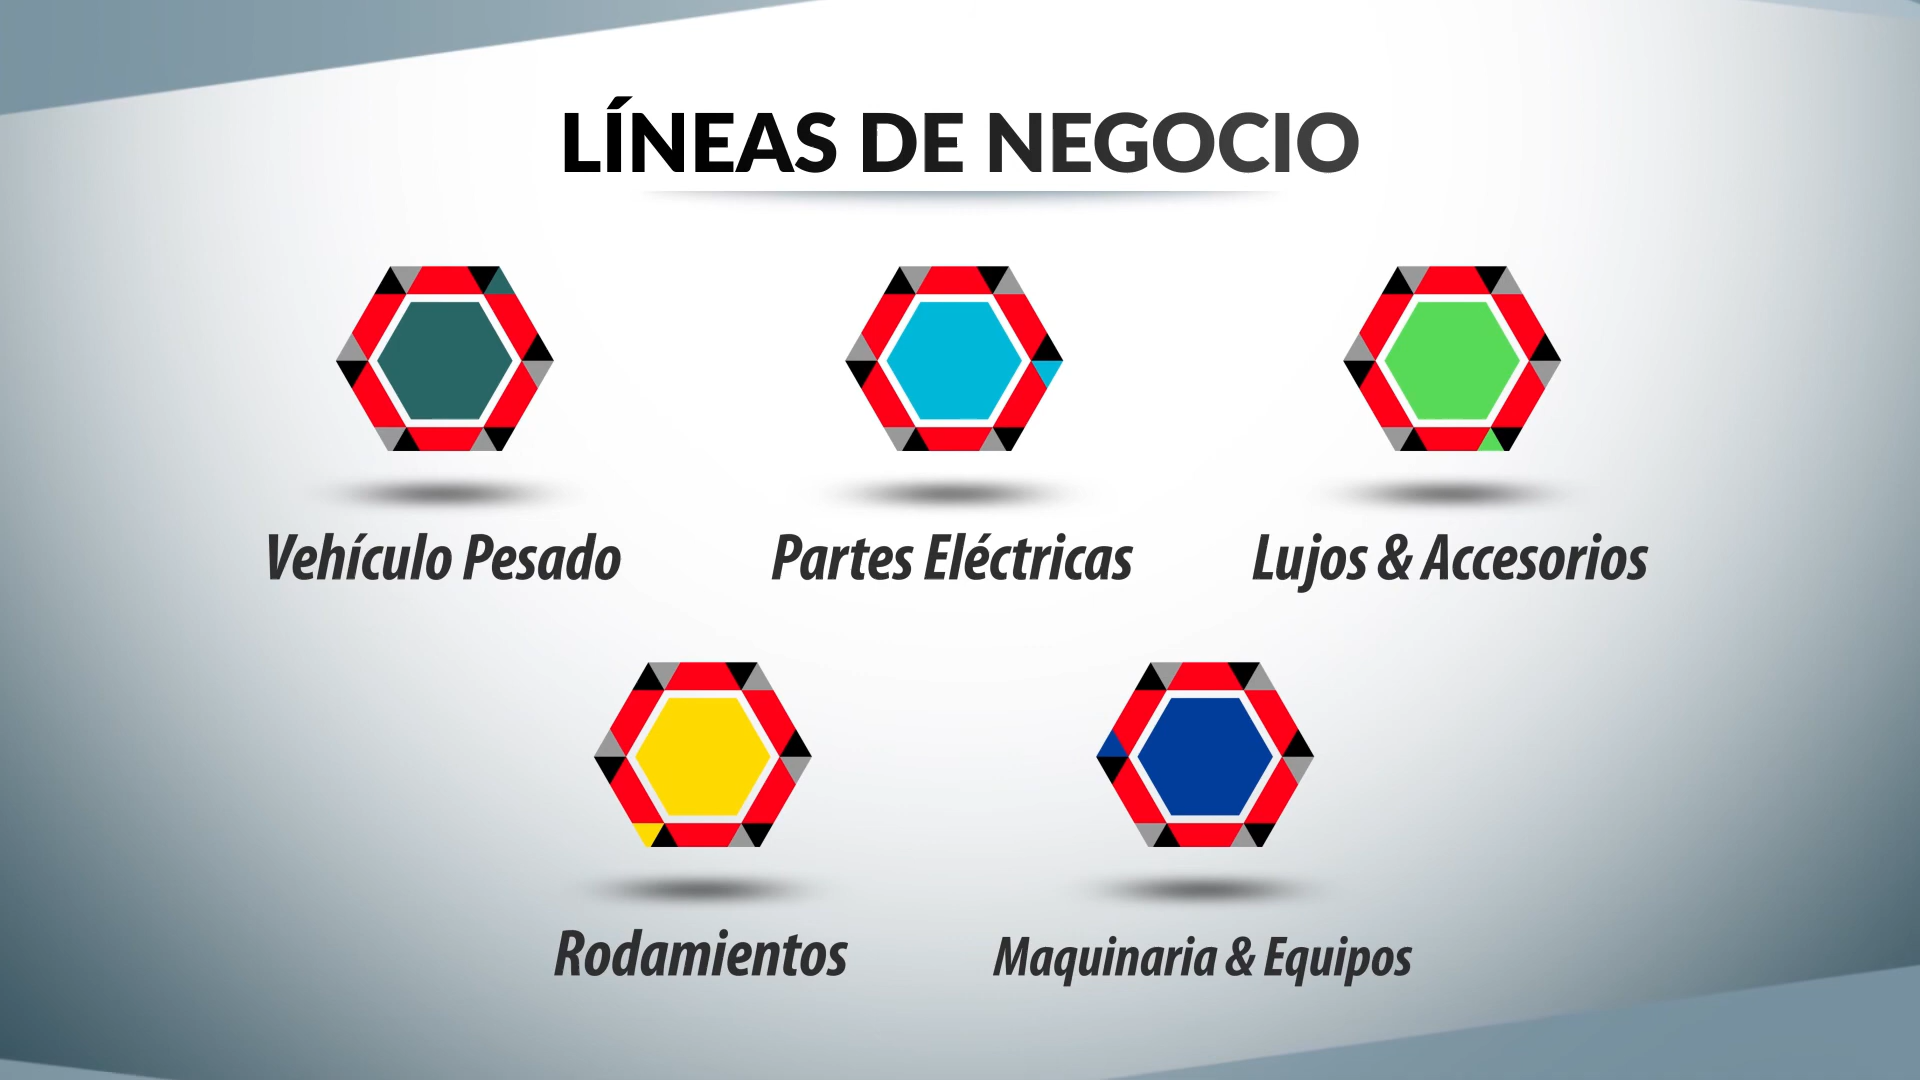 LÍNEAS DE NEGOCIO
Vehículo Pesado
Partes Eléctricas
Lujos & Accesorios
Rodamientos
Maquinaria & Equipos